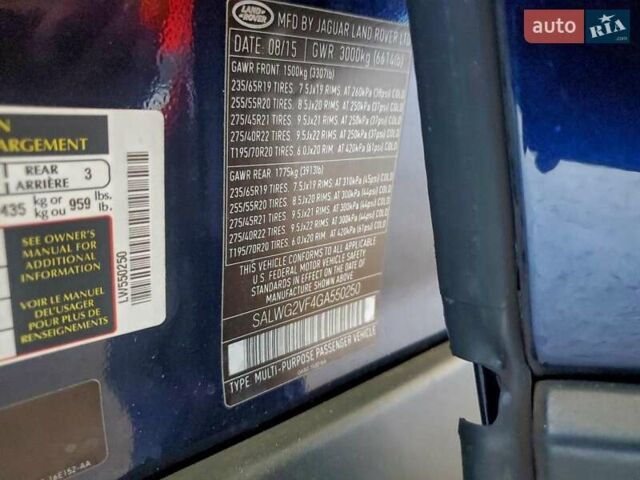 AUTO RIA .com
LAND
ROVER
MFD BY JAGUAR LAND ROVER LTD
DATE: 08/15 GWR 3000kg (6614lb)
GAWR FRONT 1500kg (3307lb)
235/65R19 TIRES. 7.5Jx19 RIMS. AT 260kPa (38psi) COLD
255/55R20 TIRES. 8.5Jx20 RIMS. AT 250kPa (37psi) COLD
275/45R21 TIRES. 9.5Jx21 RIMS. AT 250kPa (37psi) COLD
275/40R22 TIRES. 9.5Jx22 RIMS. AT 250kPa (37psi) COLD
T195/70R20 TIRES. 6.0Jx20 RIM. AT 420kPa (61psi) COLD
GAWR REAR 1775kg (3913lb)
235/65R19 TIRES. 7.5Jx19 RIMS. AT 310kPa (45psi) COLD
255/55R20 TIRES. 8.5Jx20 RIMS. AT 300kPa (44psi) COLD
275/45R21 TIRES. 9.5Jx21 RIMS. AT 300kPa (44psi) COLD
275/40R22 TIRES. 9.5Jx22 RIMS. AT 300kPa (44psi) COLD
T195/70R20 TIRES. 6.0Jx20 RIM. AT 420kPa (61psi) COLD
THIS VEHICLE CONFORMS TO ALL APPLICABLE
U.S. FEDERAL MOTOR VEHICLE SAFETY
STANDARDS IN EFFECT ON THE DATE OF
MANUFACTURE SHOWN ABOVE.
SALWG2VF4GA550250
TYPE: MULTI-PURPOSE PASSENGER VEHICLE
ARGEMENT
REAR
ARRIÈRE 3
435 kg or
kg ou 959 lbs.
lb.
SEE OWNER'S
MANUAL FOR
ADDITIONAL
INFORMATION
VOIR LE MANUEL
DE L'USAGER
POUR PLUS DE
LW550250
16E152-AA